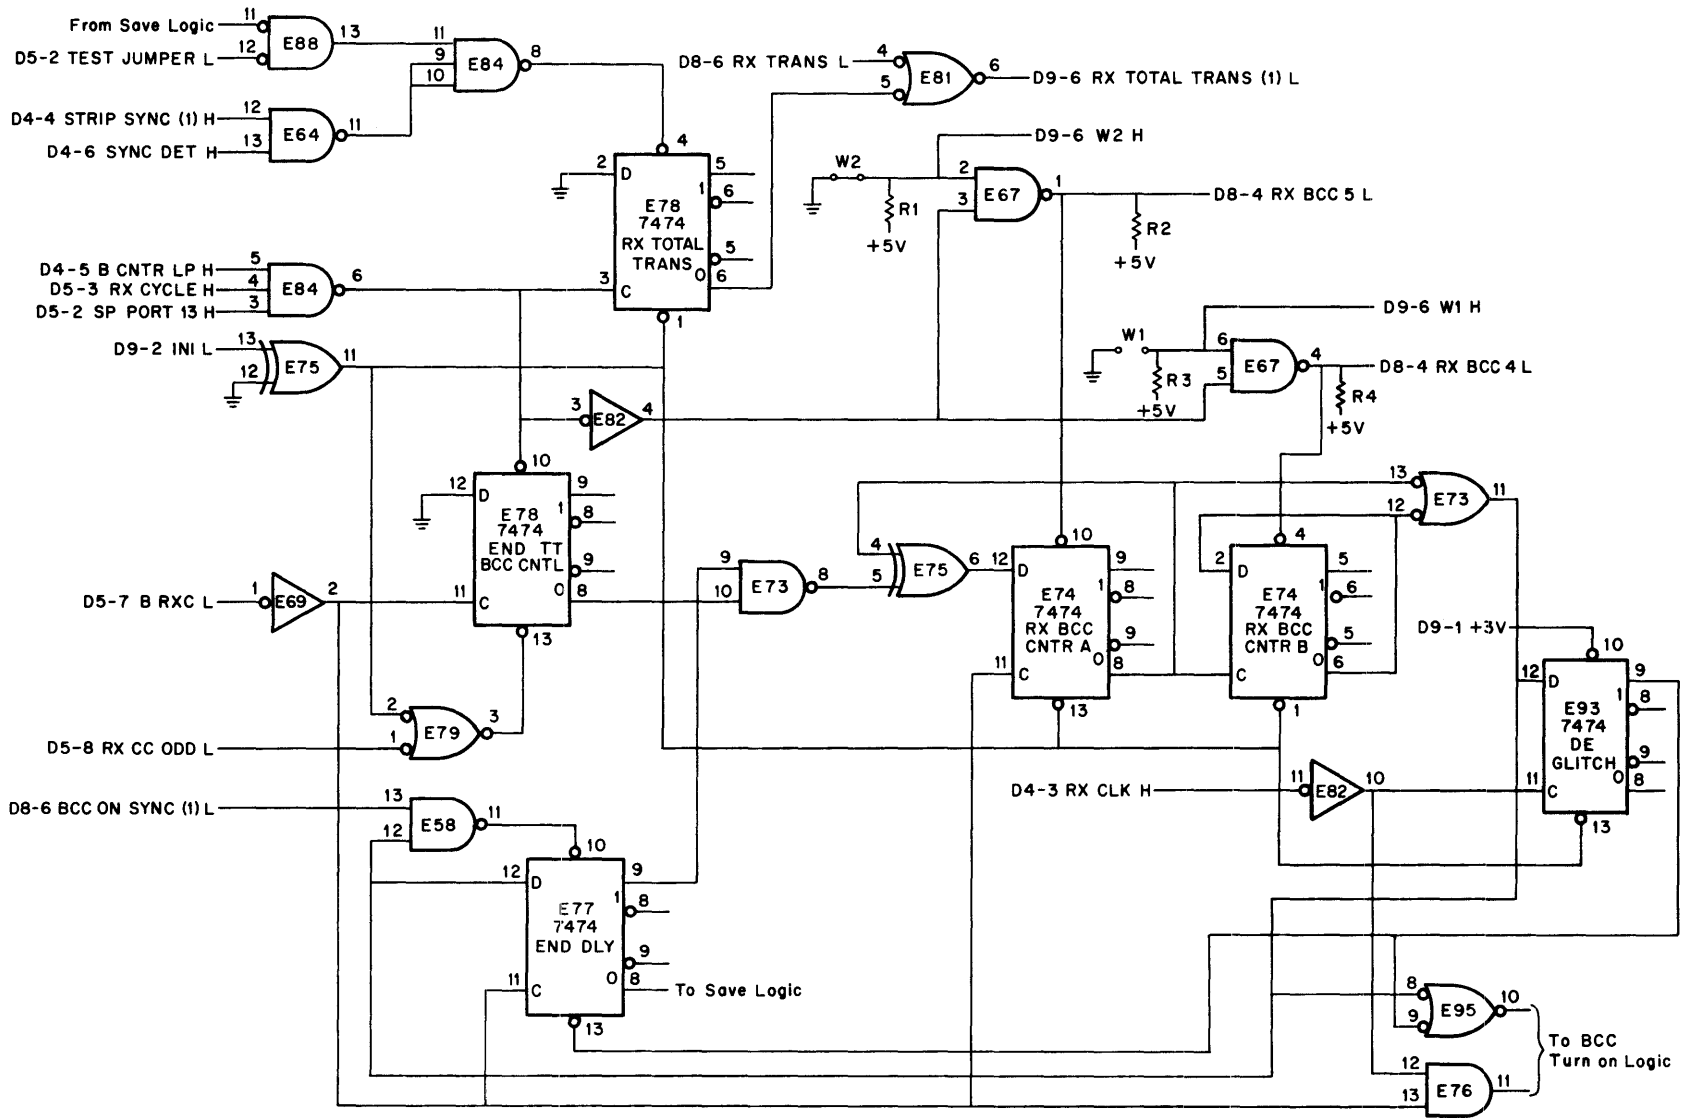 11
From Save Logic
12
D5-2 TEST JUMPER L
E88
13
11
9
10
E84
8
D4-4 STRIP SYNC (1) H
12
D4-6 SYNC DET H
13
E64
11
D8-6 RX TRANS L
4
5
E81
6
D9-6 RX TOTAL TRANS (1) L
D9-6 W2 H
W2
R1
+5V
2
3
E67
1
D8-4 RX BCC 5 L
R2
+5V
4
2
D
E78
7474
RX TOTAL
TRANS
5
1
6
5
0
6
3
C
1
D4-5 B CNTR LP H
5
D5-3 RX CYCLE H
4
D5-2 SP PORT 13 H
3
E84
6
D9-2 INI L
13
12
E75
11
D9-6 W1 H
W1
R3
+5V
6
5
E67
4
D8-4 RX BCC 4 L
R4
+5V
3
E82
4
10
12
D
E78
7474
END TT
BCC CNTL
9
1
8
9
0
8
11
C
13
D5-7 B RXC L
1
E69
2
9
10
E73
8
4
5
E75
6
10
12
D
E74
7474
RX BCC
CNTR A
9
1
8
9
0
8
11
C
13
4
2
D
E74
7474
RX BCC
CNTR B
5
1
6
5
0
6
C
1
13
12
E73
11
D9-1 +3V
10
12
D
E93
7474
DE
GLITCH
9
1
8
9
0
8
11
C
13
2
1
E79
3
D5-8 RX CC ODD L
D4-3 RX CLK H
11
E82
10
D8-6 BCC ON SYNC (1) L
13
12
E58
11
10
12
D
E77
7474
END DLY
9
1
8
9
0
8
To Save Logic
11
C
13
8
9
E95
10
12
13
E76
11
To BCC
Turn on Logic